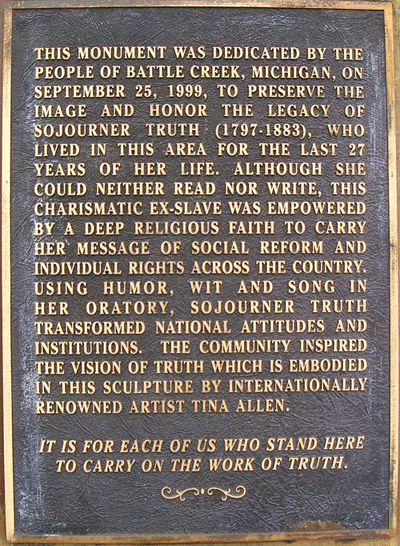 THIS MONUMENT WAS DEDICATED BY THE
PEOPLE OF BATTLE CREEK, MICHIGAN, ON
SEPTEMBER 25, 1999, TO PRESERVE THE
IMAGE AND HONOR THE LEGACY OF
SOJOURNER TRUTH (1797-1883), WHO
LIVED IN THIS AREA FOR THE LAST 27
YEARS OF HER LIFE. ALTHOUGH SHE
COULD NEITHER READ NOR WRITE, THIS
CHARISMATIC EX-SLAVE WAS EMPOWERED
BY A DEEP RELIGIOUS FAITH TO CARRY
HER MESSAGE OF SOCIAL REFORM AND
INDIVIDUAL RIGHTS ACROSS THE COUNTRY.
USING HUMOR, WIT AND SONG IN
HER ORATORY, SOJOURNER TRUTH
TRANSFORMED NATIONAL ATTITUDES AND
INSTITUTIONS. THE COMMUNITY INSPIRED
THE VISION OF TRUTH WHICH IS EMBODIED
IN THIS SCULPTURE BY INTERNATIONALLY
RENOWNED ARTIST TINA ALLEN.
IT IS FOR EACH OF US WHO STAND HERE
TO CARRY ON THE WORK OF TRUTH.